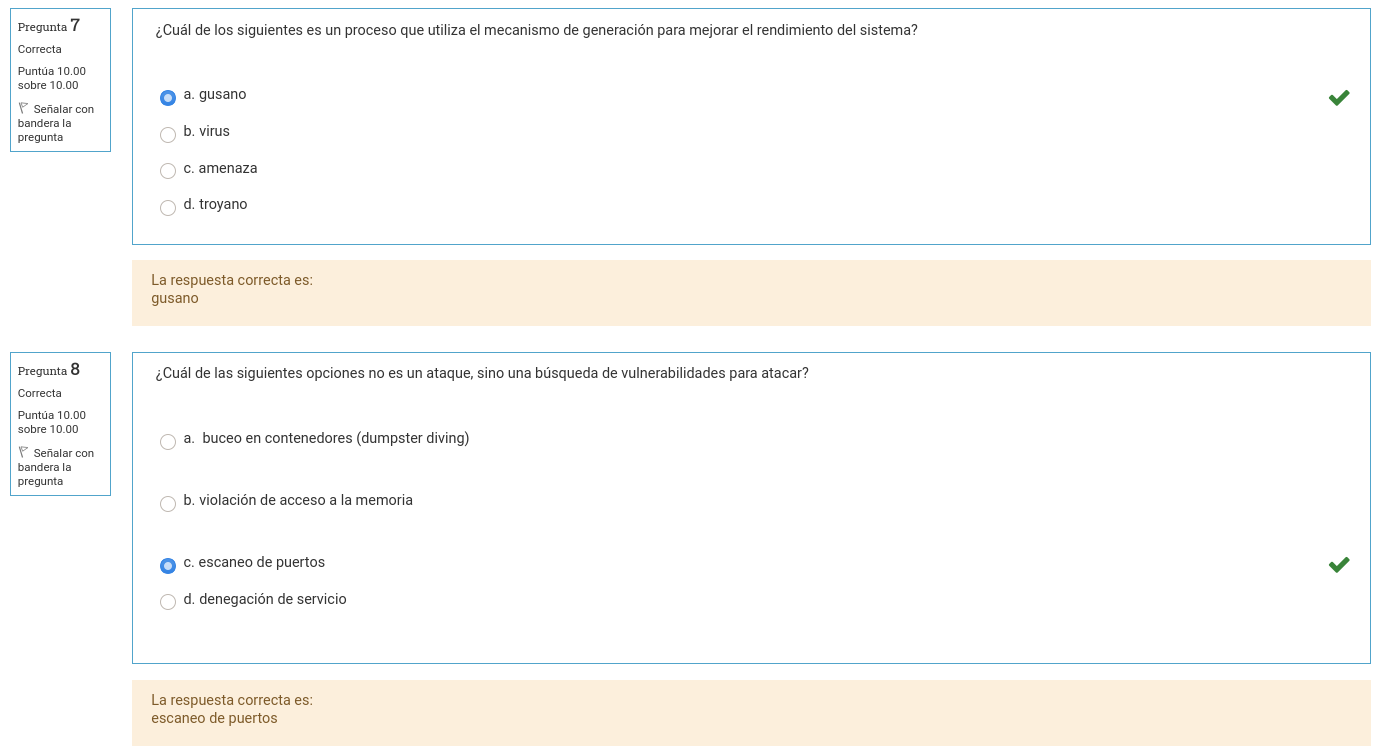 Pregunta 7
Correcta
Puntúa 10.00
sobre 10.00
Señalar con
bandera la
pregunta
¿Cuál de los siguientes es un proceso que utiliza el mecanismo de generación para mejorar el rendimiento del sistema?
a. gusano
b. virus
c. amenaza
d. troyano
La respuesta correcta es:
gusano
Pregunta 8
Correcta
Puntúa 10.00
sobre 10.00
Señalar con
bandera la
pregunta
¿Cuál de las siguientes opciones no es un ataque, sino una búsqueda de vulnerabilidades para atacar?
a. buceo en contenedores (dumpster diving)
b. violación de acceso a la memoria
c. escaneo de puertos
d. denegación de servicio
La respuesta correcta es:
escaneo de puertos